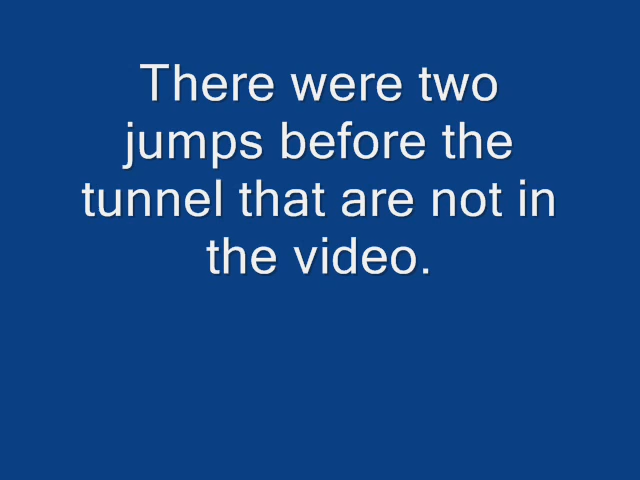 There were two
jumps before the
tunnel that are not in
the video.